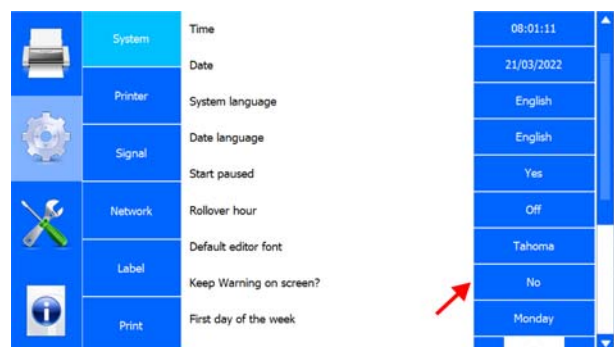 System
Printer
Signal
Network
Label
Print
Time 08:01:11
Date 21/03/2022
System language English
Date language English
Start paused Yes
Rollover hour Off
Default editor font Tahoma
Keep Warning on screen? No
First day of the week Monday